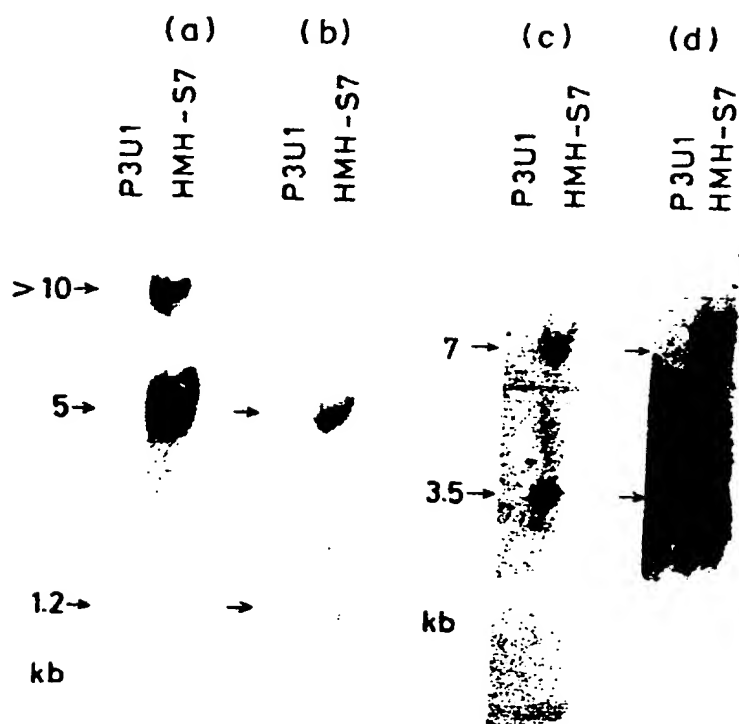 (a) (b) (c) (d)
P3U1 HMH-S7 P3U1 HMH-S7 P3U1 HMH-S7 P3U1 HMH-S7
> 10→
7→ →
5→ →
3.5→ →
1.2→ →
kb
kb